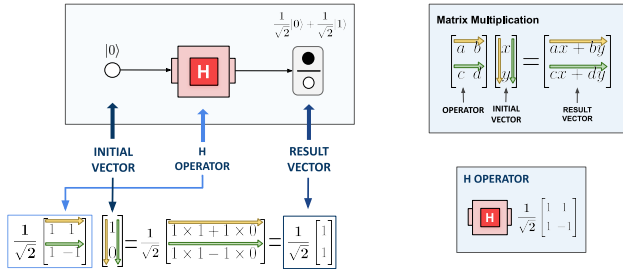 1/√2 |0⟩ + 1/√2 |1⟩
|0⟩
H
INITIAL
VECTOR
H
OPERATOR
RESULT
VECTOR
1/√2 [1 1; 1 −1] [1; 0] = 1/√2 [1 × 1 + 1 × 0; 1 × 1 − 1 × 0] = 1/√2 [1; 1]
Matrix Multiplication
[a b; c d] [x; y] = [ax + by; cx + dy]
OPERATOR
INITIAL
VECTOR
RESULT
VECTOR
H OPERATOR
H 1/√2 [1 1; 1 −1]